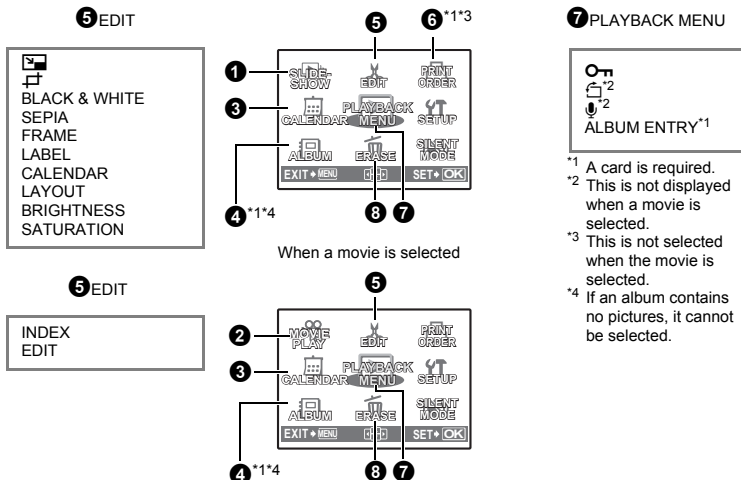 5 EDIT
BLACK & WHITE
SEPIA
FRAME
LABEL
CALENDAR
LAYOUT
BRIGHTNESS
SATURATION
5
6 *1*3
1 SLIDE-SHOW
EDIT
PRINT ORDER
3 CALENDAR
PLAYBACK MENU
SETUP
ALBUM
ERASE
SILENT MODE
EXIT MENU
SET OK
4 *1*4
8 7
7 PLAYBACK MENU
*2
*2
ALBUM ENTRY*1
*1 A card is required.
*2 This is not displayed
when a movie is
selected.
*3 This is not selected
when the movie is
selected.
*4 If an album contains
no pictures, it cannot
be selected.
When a movie is selected
5 EDIT
INDEX
EDIT
5
2 MOVIE PLAY
EDIT
PRINT ORDER
3 CALENDAR
PLAYBACK MENU
SETUP
ALBUM
ERASE
SILENT MODE
EXIT MENU
SET OK
4 *1*4
8 7